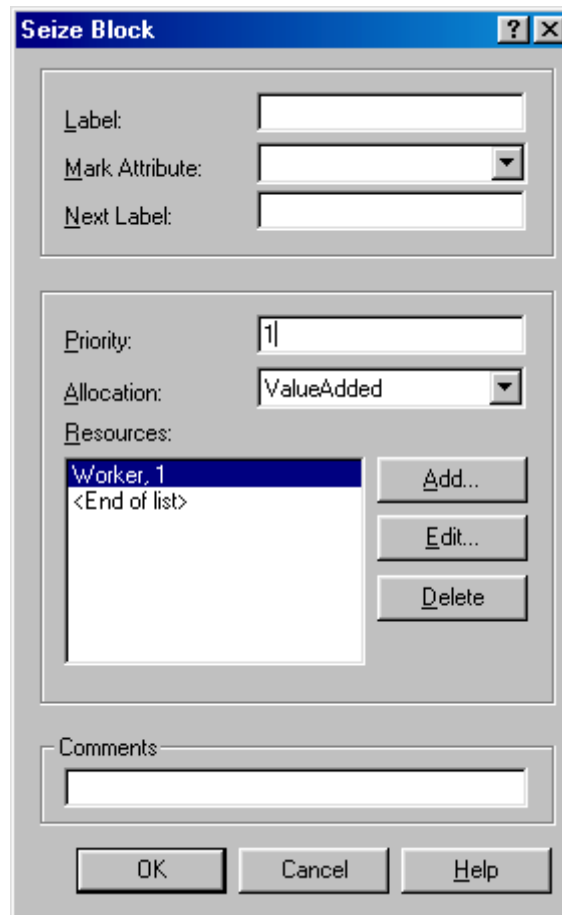 Seize Block
Label:
Mark Attribute:
Next Label:
Priority: 1
Allocation: ValueAdded
Resources:
Worker, 1
<End of list>
Add...
Edit...
Delete
Comments
OK Cancel Help